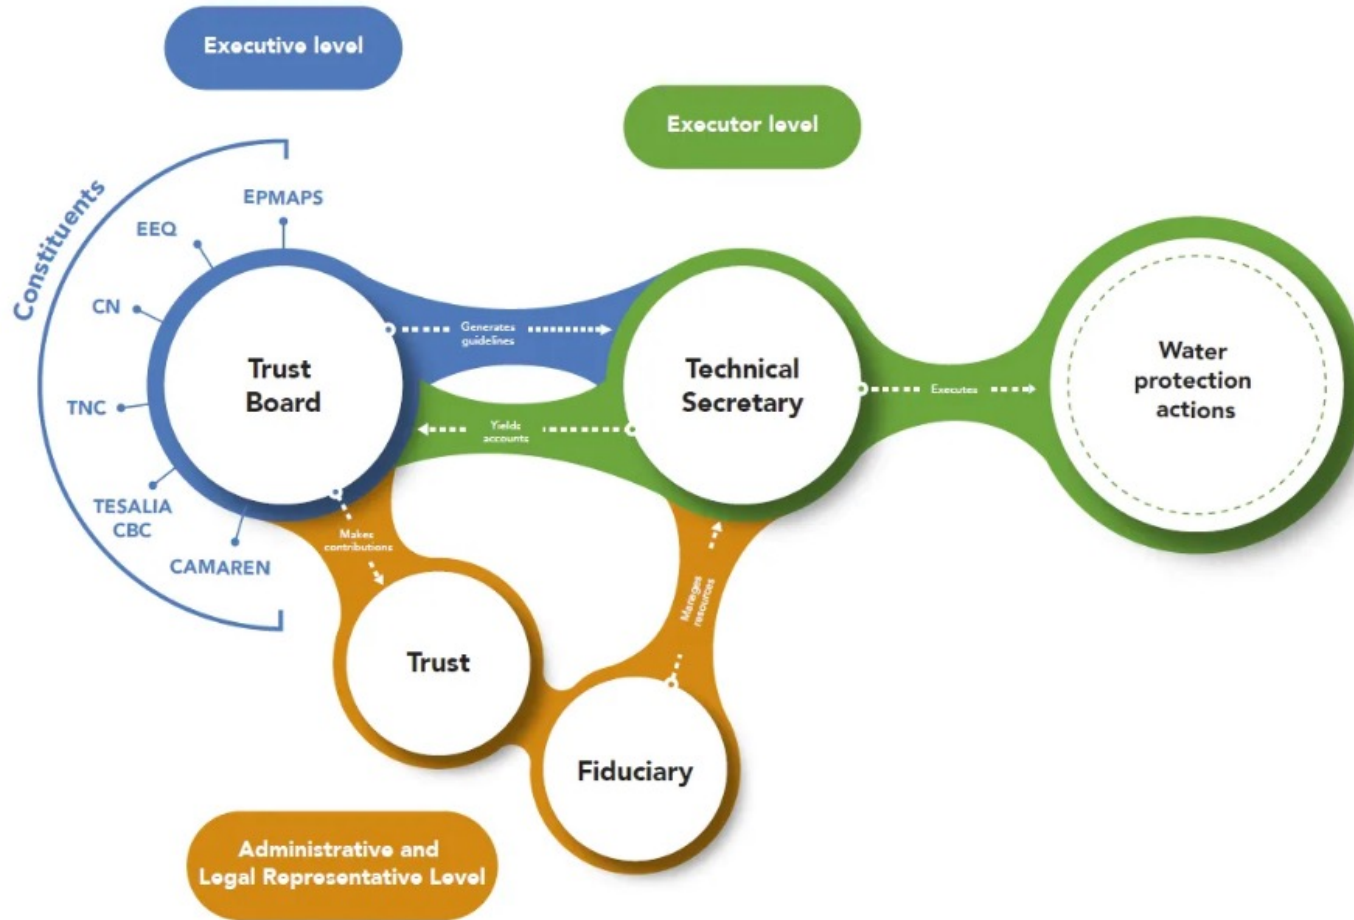 Executive level
Executor level
Constituents
EPMAPS
EEQ
CN
TNC
TESALIA
CBC
CAMAREN
Trust
Board
Generates
guidelines
Yields
accounts
Technical
Secretary
Executes
Water
protection
actions
Makes
contributions
Manages
resources
Trust
Fiduciary
Administrative and
Legal Representative Level